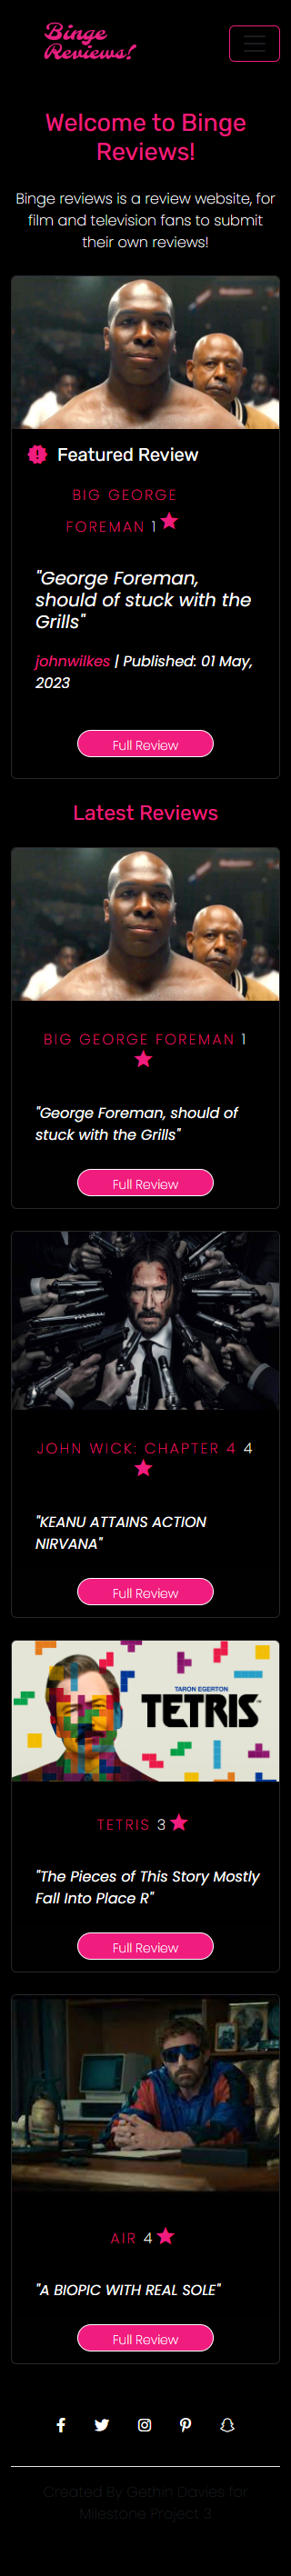 Binge
Reviews!
Welcome to Binge
Reviews!
Binge reviews is a review website, for
film and television fans to submit
their own reviews!
Featured Review
BIG GEORGE
FOREMAN 1
"George Foreman,
should of stuck with the
Grills"
johnwilkes | Published: 01 May,
2023
Full Review
Latest Reviews
BIG GEORGE FOREMAN 1
"George Foreman, should of
stuck with the Grills"
Full Review
JOHN WICK: CHAPTER 4 4
"KEANU ATTAINS ACTION
NIRVANA"
Full Review
TARON EGERTON
TETRIS
TETRIS 3
"The Pieces of This Story Mostly
Fall Into Place R"
Full Review
AIR 4
"A BIOPIC WITH REAL SOLE"
Full Review
Created By Gethin Davies for
Milestone Project 3